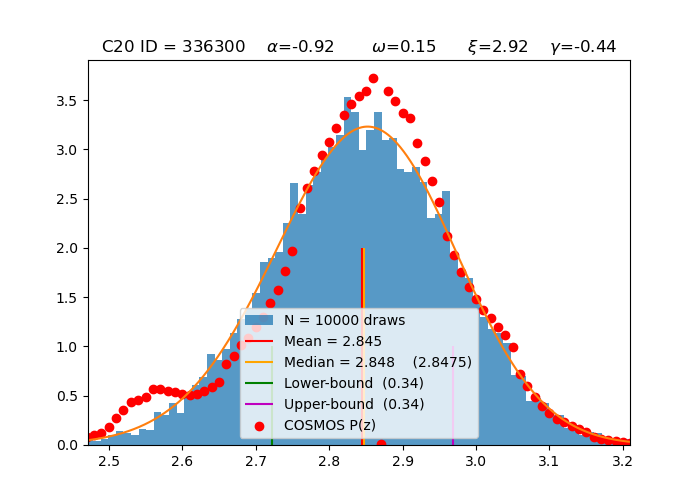 C20 ID = 336300 α=-0.92 ω=0.15 ξ=2.92 γ=-0.44
3.5
3.0
2.5
2.0
1.5
1.0
0.5
0.0
N = 10000 draws
Mean = 2.845
Median = 2.848 (2.8475)
Lower-bound (0.34)
Upper-bound (0.34)
COSMOS P(z)
2.5 2.6 2.7 2.8 2.9 3.0 3.1 3.2